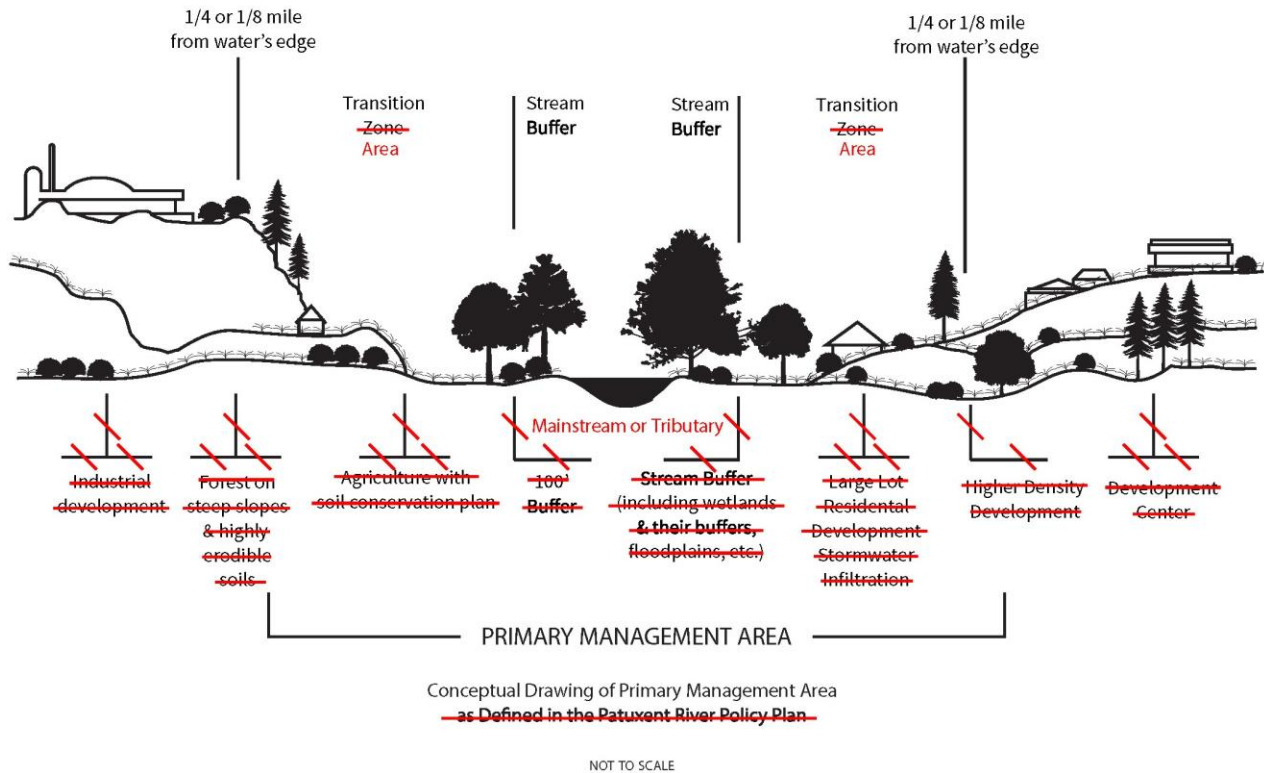 1/4 or 1/8 mile
from water's edge
1/4 or 1/8 mile
from water's edge
Transition
Zone
Area
Stream
Buffer
Stream
Buffer
Transition
Zone
Area
Mainstream or Tributary
Industrial
development
Forest on
steep slopes
& highly
erodible
soils
Agriculture with
soil conservation plan
100'
Buffer
Stream Buffer
(including wetlands
& their buffers,
floodplains, etc.)
Large Lot
Residental
Development
Stormwater
Infiltration
Higher Density
Development
Development
Center
PRIMARY MANAGEMENT AREA
Conceptual Drawing of Primary Management Area
as Defined in the Patuxent River Policy Plan
NOT TO SCALE